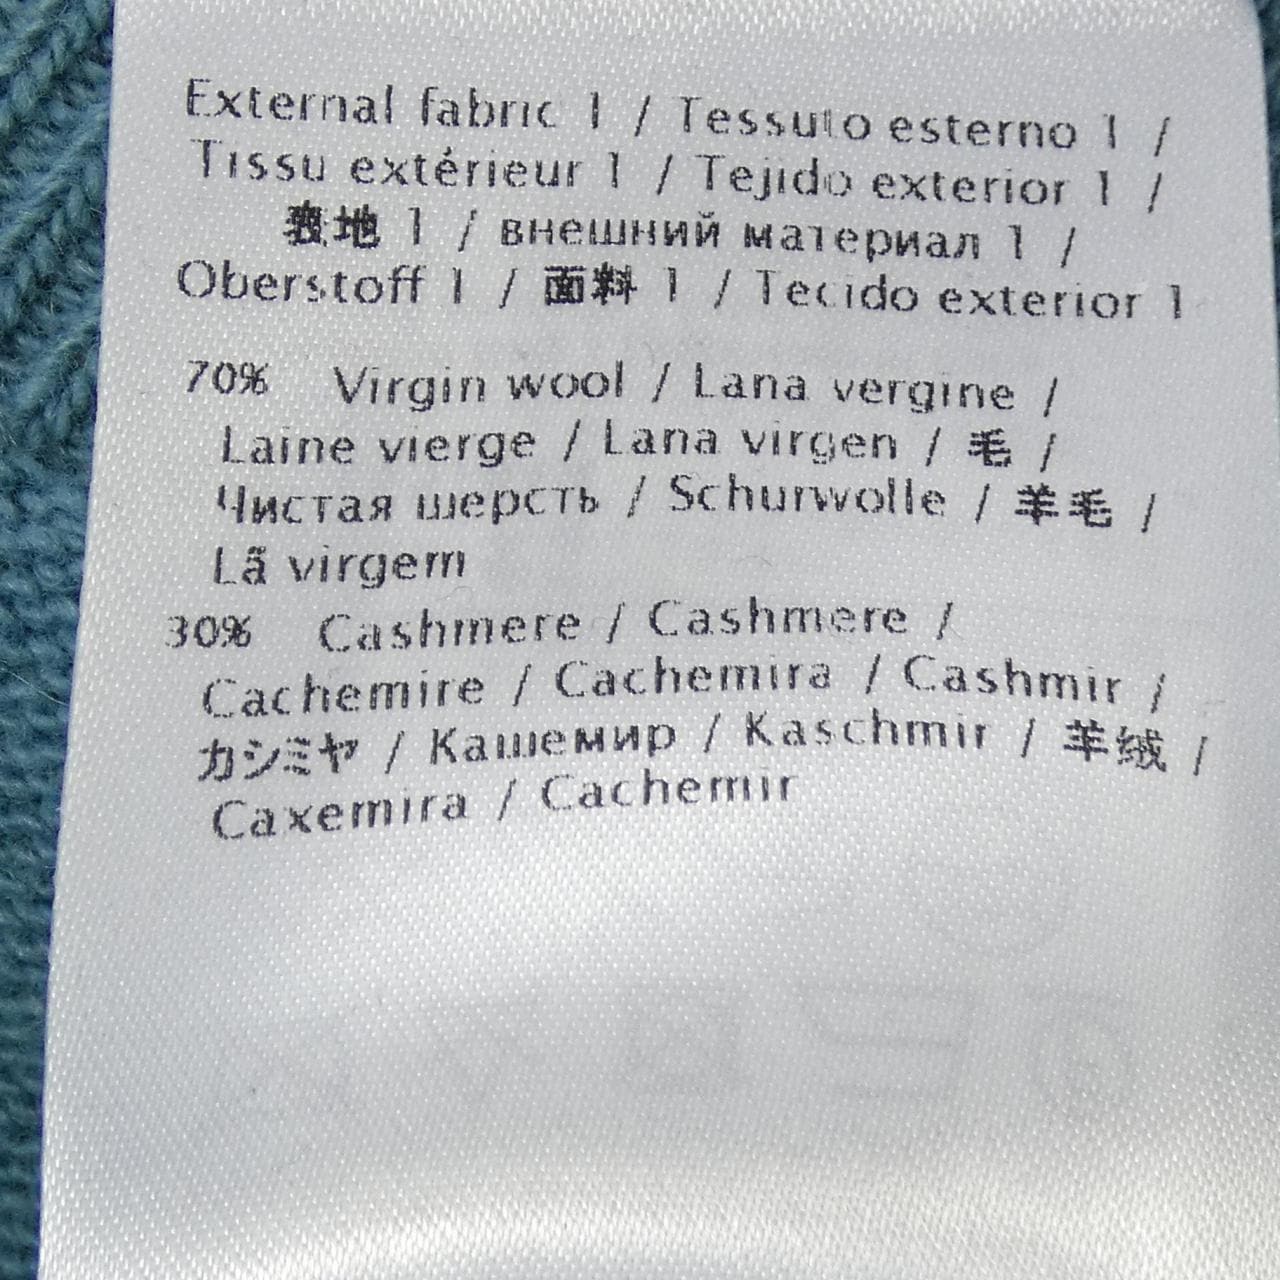 External fabric 1 / Tessuto esterno 1 /
Tissu extérieur 1 / Tejido exterior 1 /
表地 1 / внешний материал 1 /
Oberstoff 1 / 面料 1 / Tecido exterior 1
70% Virgin wool / Lana vergine /
Laine vierge / Lana virgen / 毛 /
Чистая шерсть / Schurwolle / 羊毛 /
Lã virgem
30% Cashmere / Cashmere /
Cachemire / Cachemira / Cashmir /
カシミヤ / Кашемир / Kaschmir / 羊绒 /
Caxemira / Cachemir